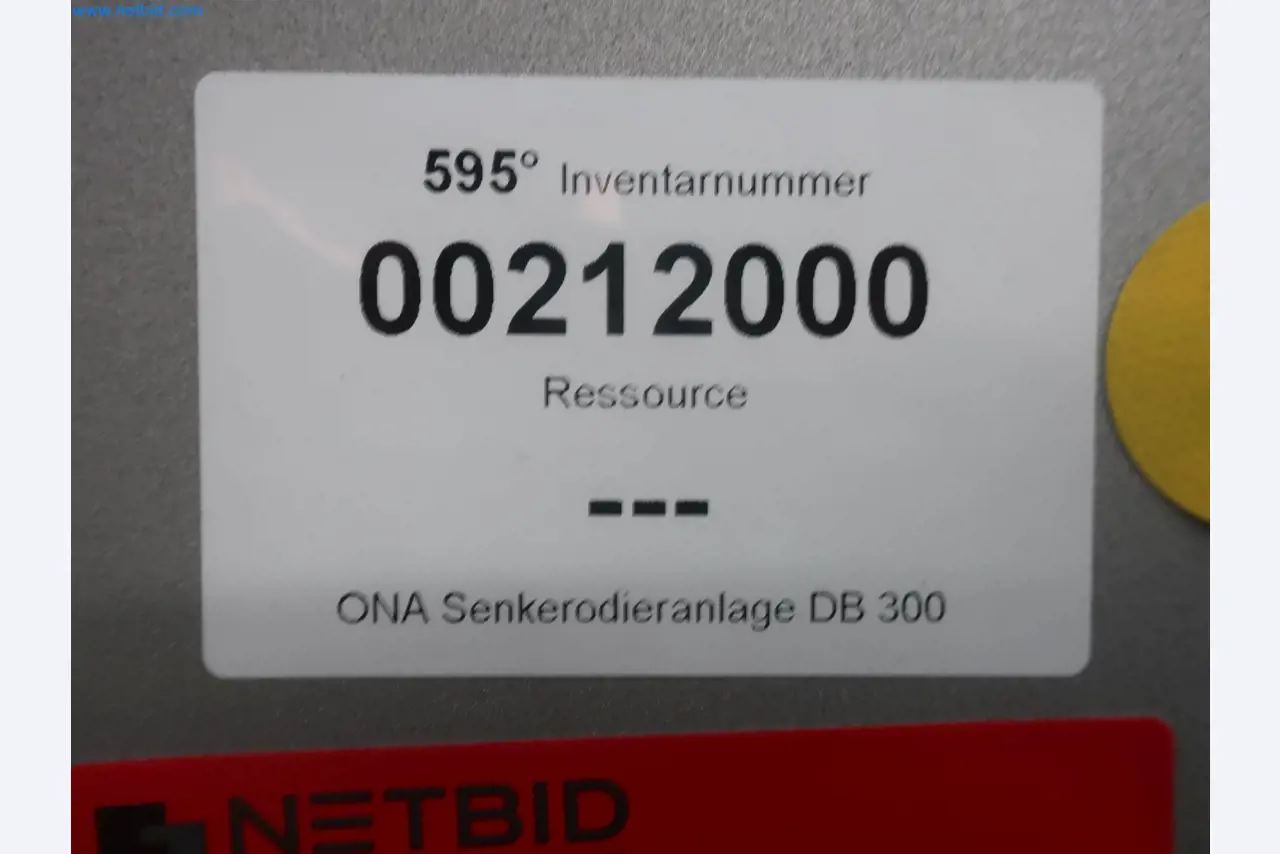 www.netbid.com
595° Inventarnummer
00212000
Ressource
---
ONA Senkerodieranlage DB 300
NETBID